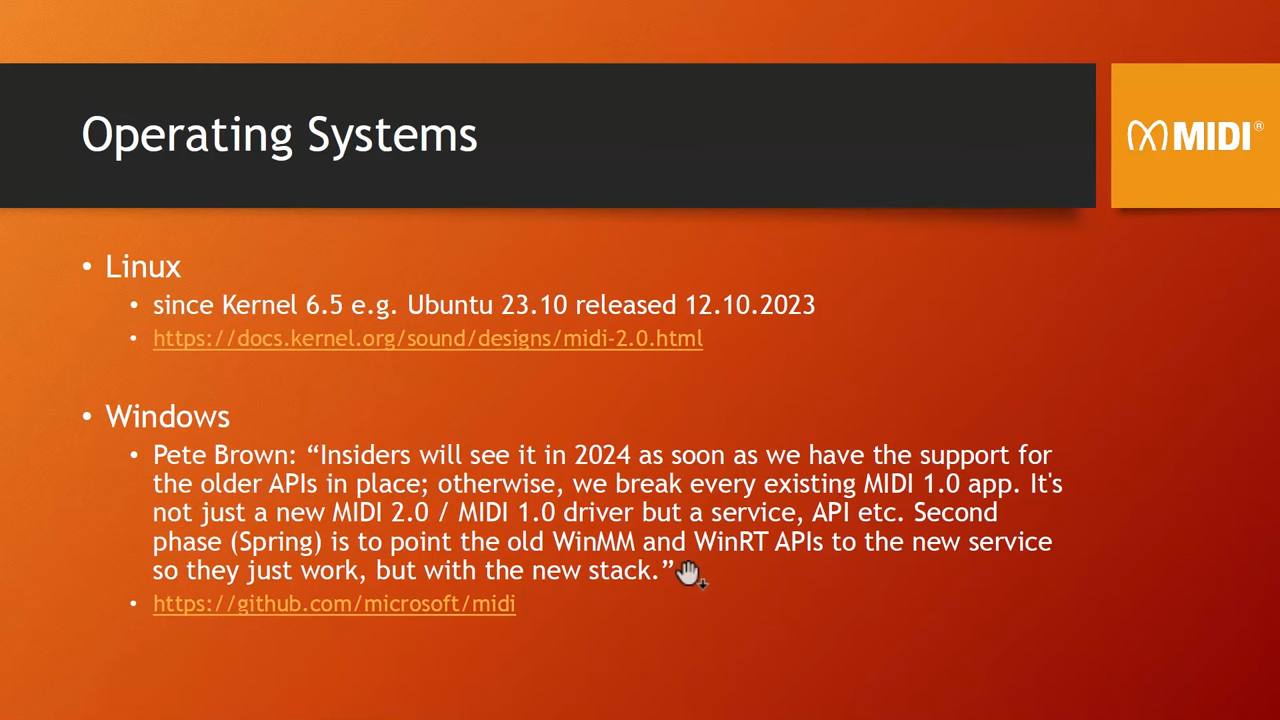 Operating Systems
MIDI®
• Linux
• since Kernel 6.5 e.g. Ubuntu 23.10 released 12.10.2023
• https://docs.kernel.org/sound/designs/midi-2.0.html
• Windows
• Pete Brown: “Insiders will see it in 2024 as soon as we have the support for
the older APIs in place; otherwise, we break every existing MIDI 1.0 app. It's
not just a new MIDI 2.0 / MIDI 1.0 driver but a service, API etc. Second
phase (Spring) is to point the old WinMM and WinRT APIs to the new service
so they just work, but with the new stack.”
• https://github.com/microsoft/midi